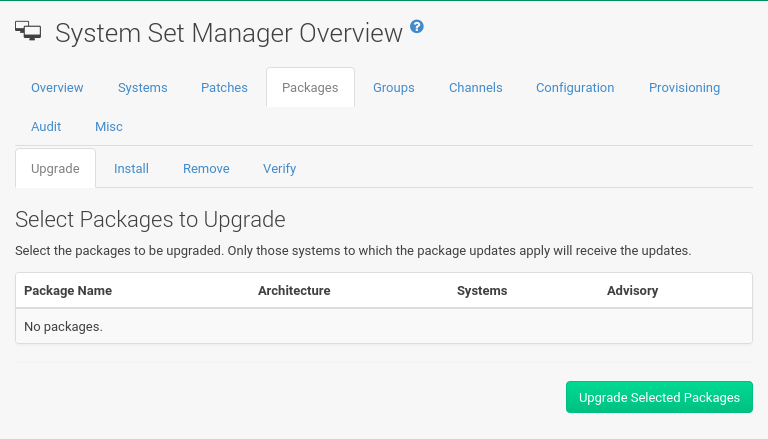 System Set Manager Overview ?
Overview Systems Patches Packages Groups Channels Configuration Provisioning
Audit Misc
Upgrade Install Remove Verify
Select Packages to Upgrade
Select the packages to be upgraded. Only those systems to which the package updates apply will receive the updates.
Package Name Architecture Systems Advisory
No packages.
Upgrade Selected Packages